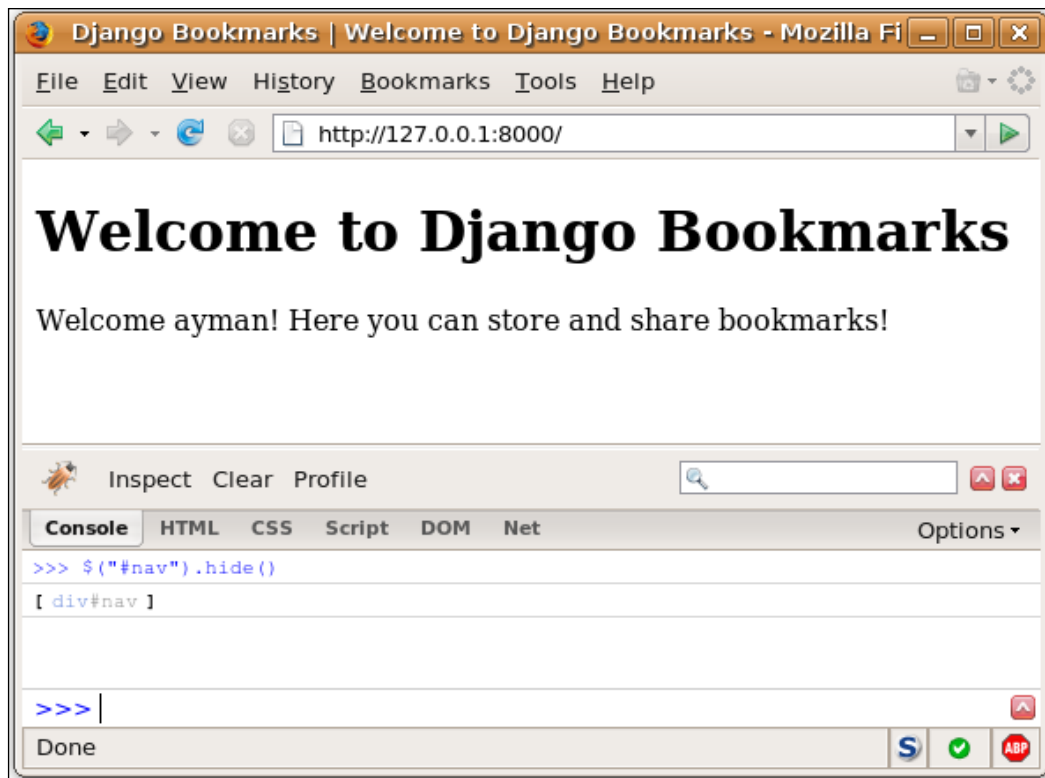 Django Bookmarks | Welcome to Django Bookmarks - Mozilla Fi
File Edit View History Bookmarks Tools Help
http://127.0.0.1:8000/
Welcome to Django Bookmarks
Welcome ayman! Here you can store and share bookmarks!
Inspect Clear Profile
Console HTML CSS Script DOM Net Options
>>> $("#nav").hide()
[ div#nav ]
>>>
Done S ABP